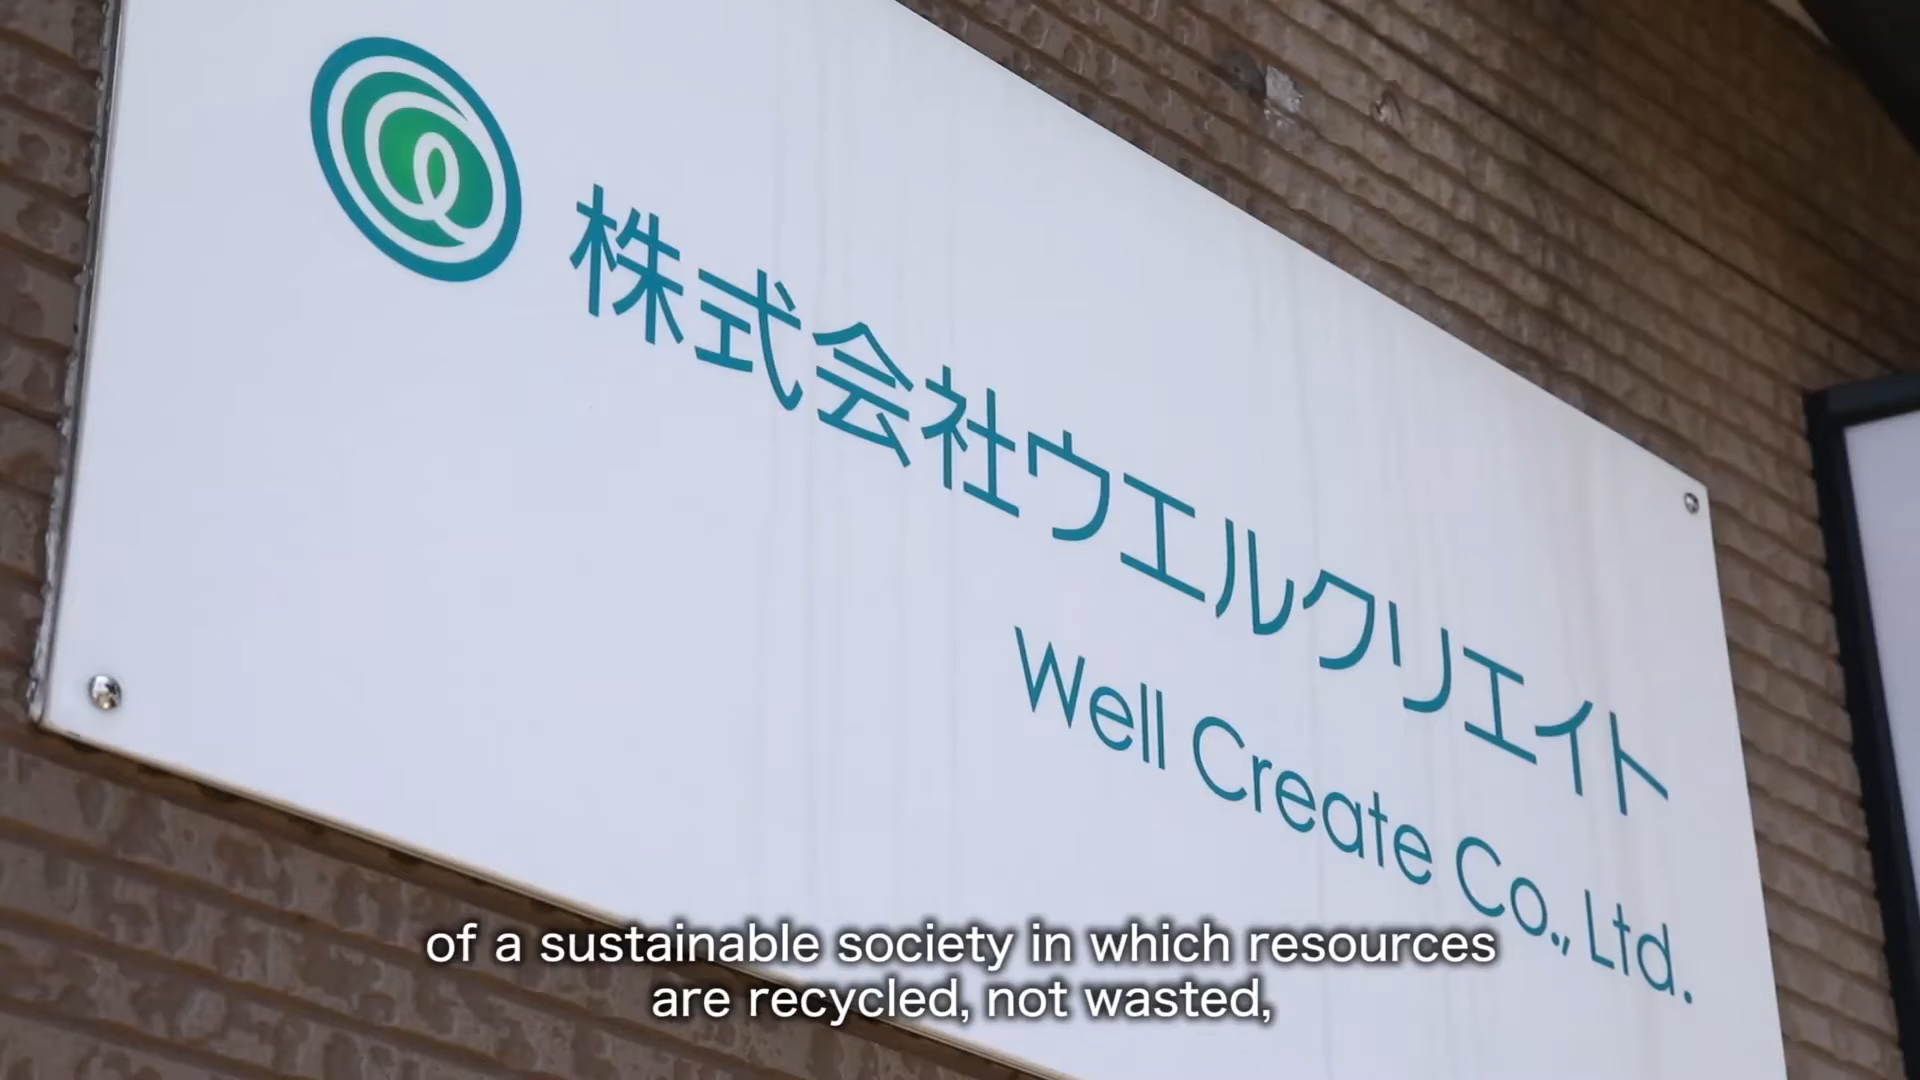 株式会社ウエルクリエイト
Well Create Co., Ltd.
of a sustainable society in which resources
are recycled, not wasted,